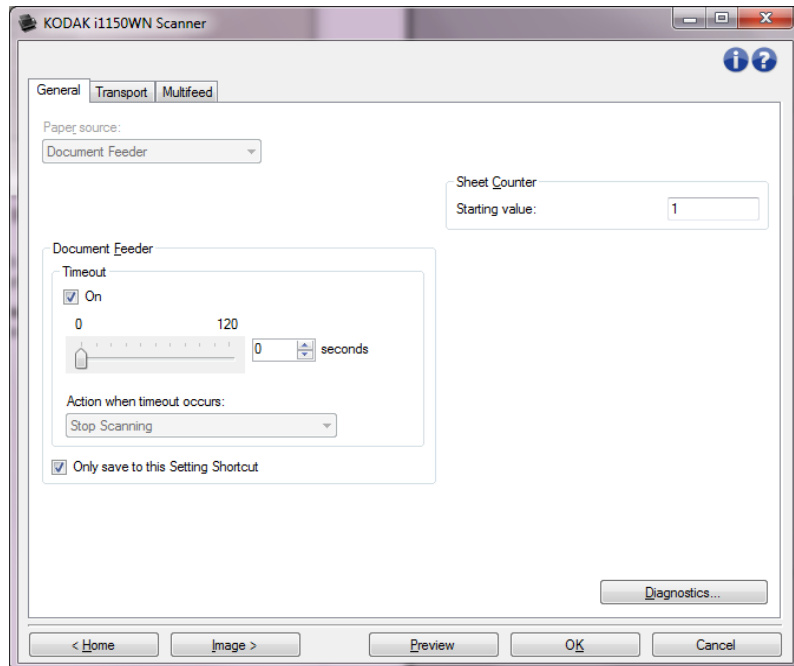 KODAK i1150WN Scanner
General Transport Multifeed
Paper source:
Document Feeder
Sheet Counter
Starting value: 1
Document Feeder
Timeout
On
0 120
0 seconds
Action when timeout occurs:
Stop Scanning
Only save to this Setting Shortcut
Diagnostics...
< Home Image > Preview OK Cancel